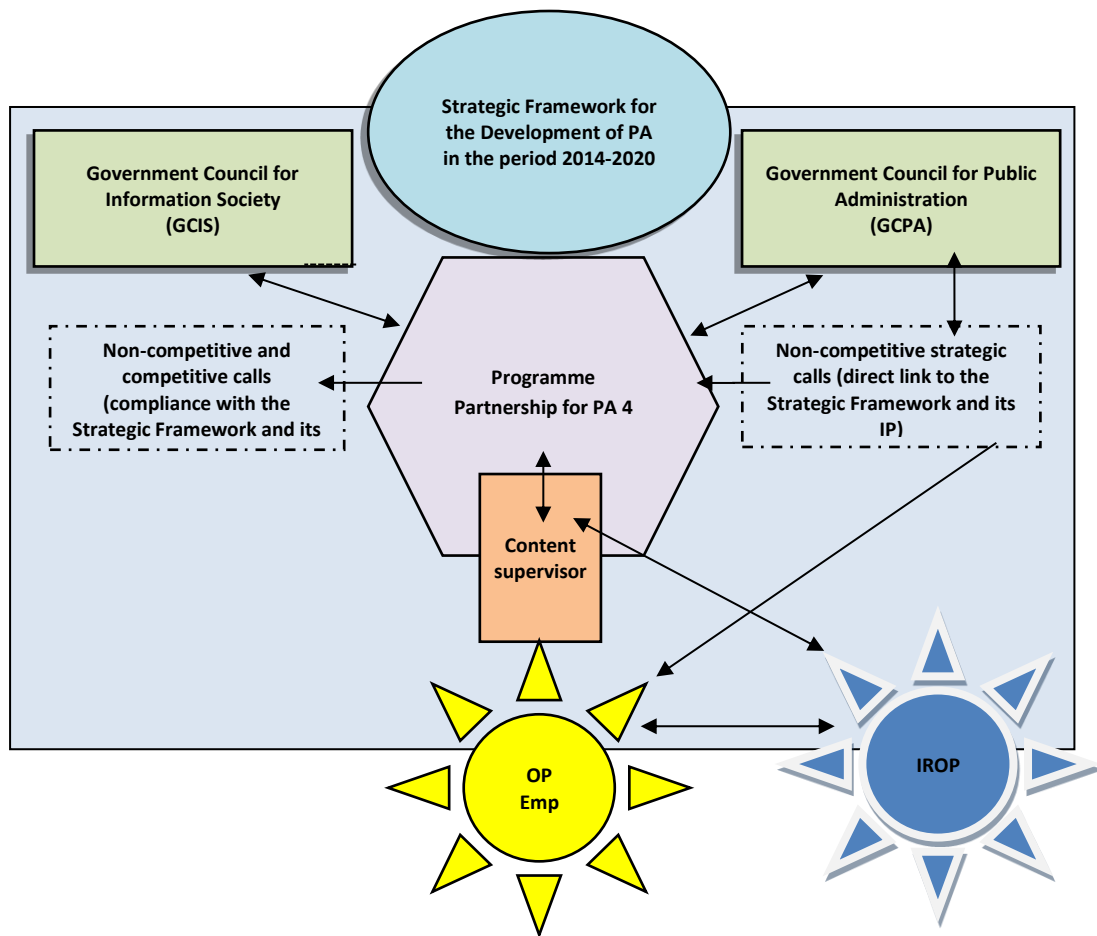 Strategic Framework for
the Development of PA
in the period 2014-2020
Government Council for
Information Society
(GCIS)
Government Council for Public
Administration
(GCPA)
Non-competitive and
competitive calls
(compliance with the
Strategic Framework and its
Programme
Partnership for PA 4
Non-competitive strategic
calls (direct link to the
Strategic Framework and its
IP)
Content
supervisor
OP
Emp
IROP